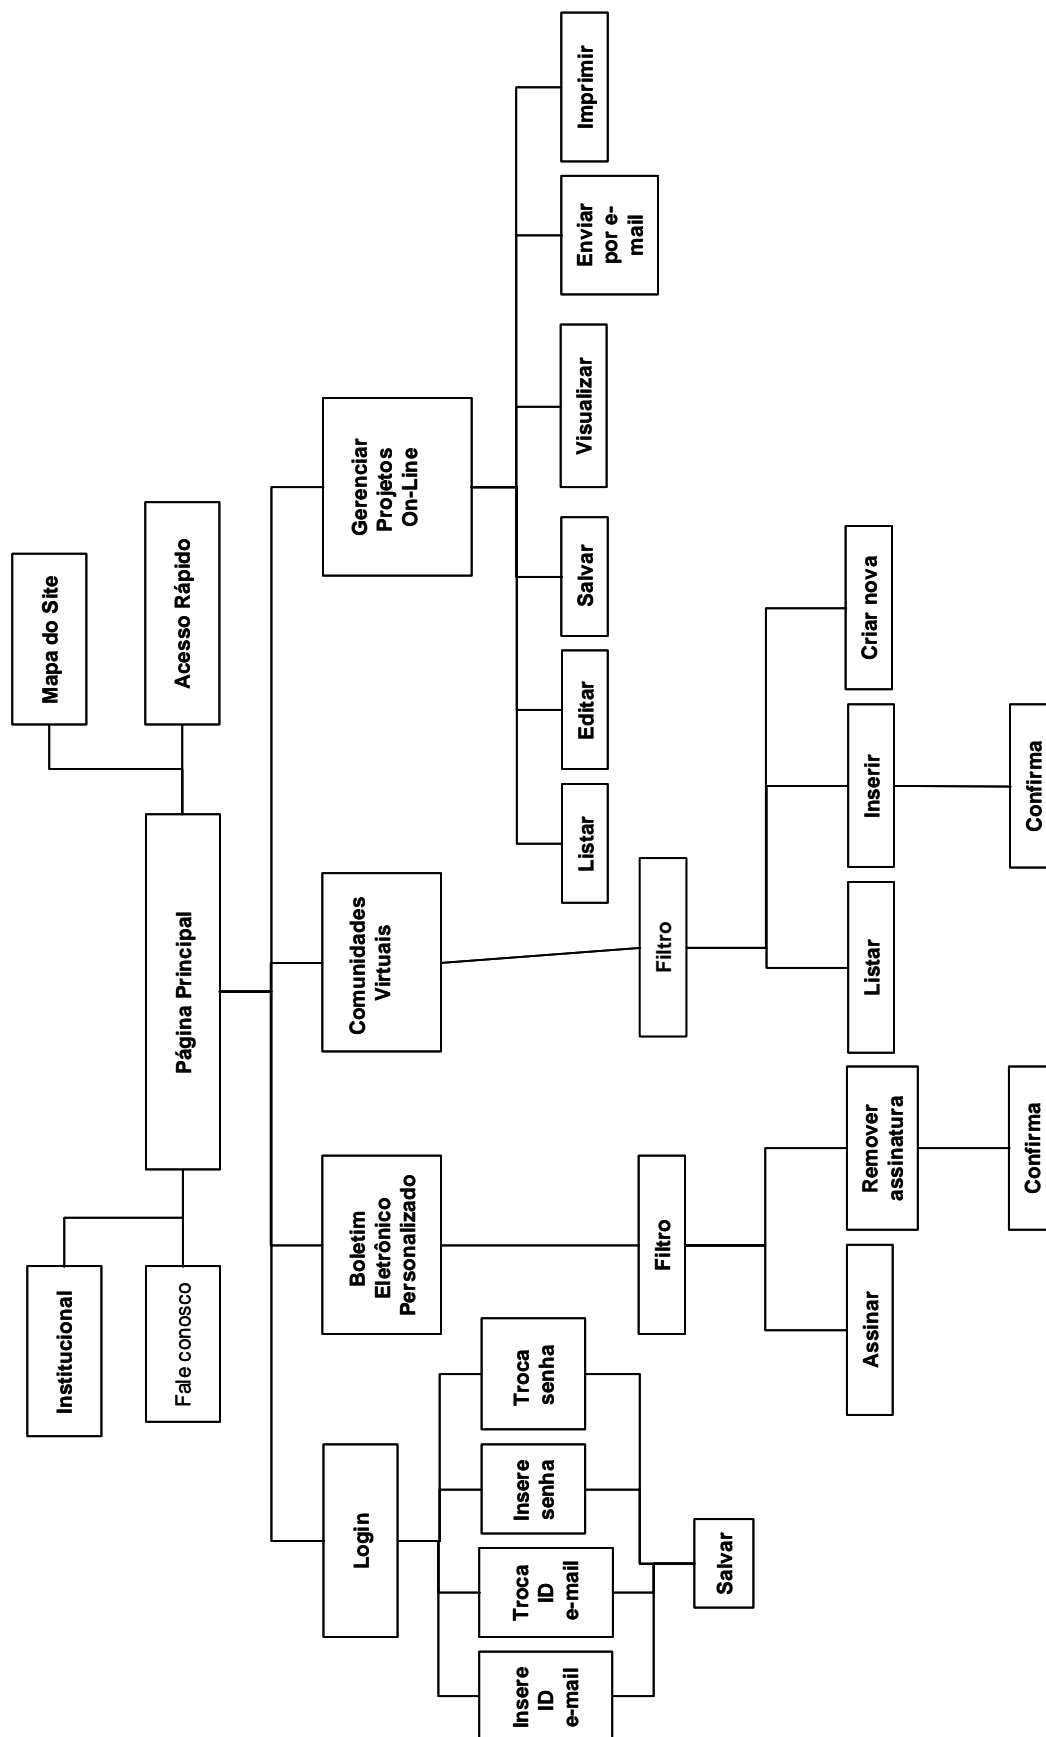 Institucional
Mapa do Site
Fale conosco
Página Principal
Acesso Rápido
Login
Boletim
Eletrônico
Personalizado
Comunidades
Virtuais
Gerenciar
Projetos
On-Line
Insere
ID
e-mail
Troca
ID
e-mail
Insere
senha
Troca
senha
Salvar
Listar
Editar
Salvar
Visualizar
Enviar
por e-
mail
Imprimir
Filtro
Filtro
Assinar
Remover
assinatura
Listar
Inserir
Criar nova
Confirma
Confirma